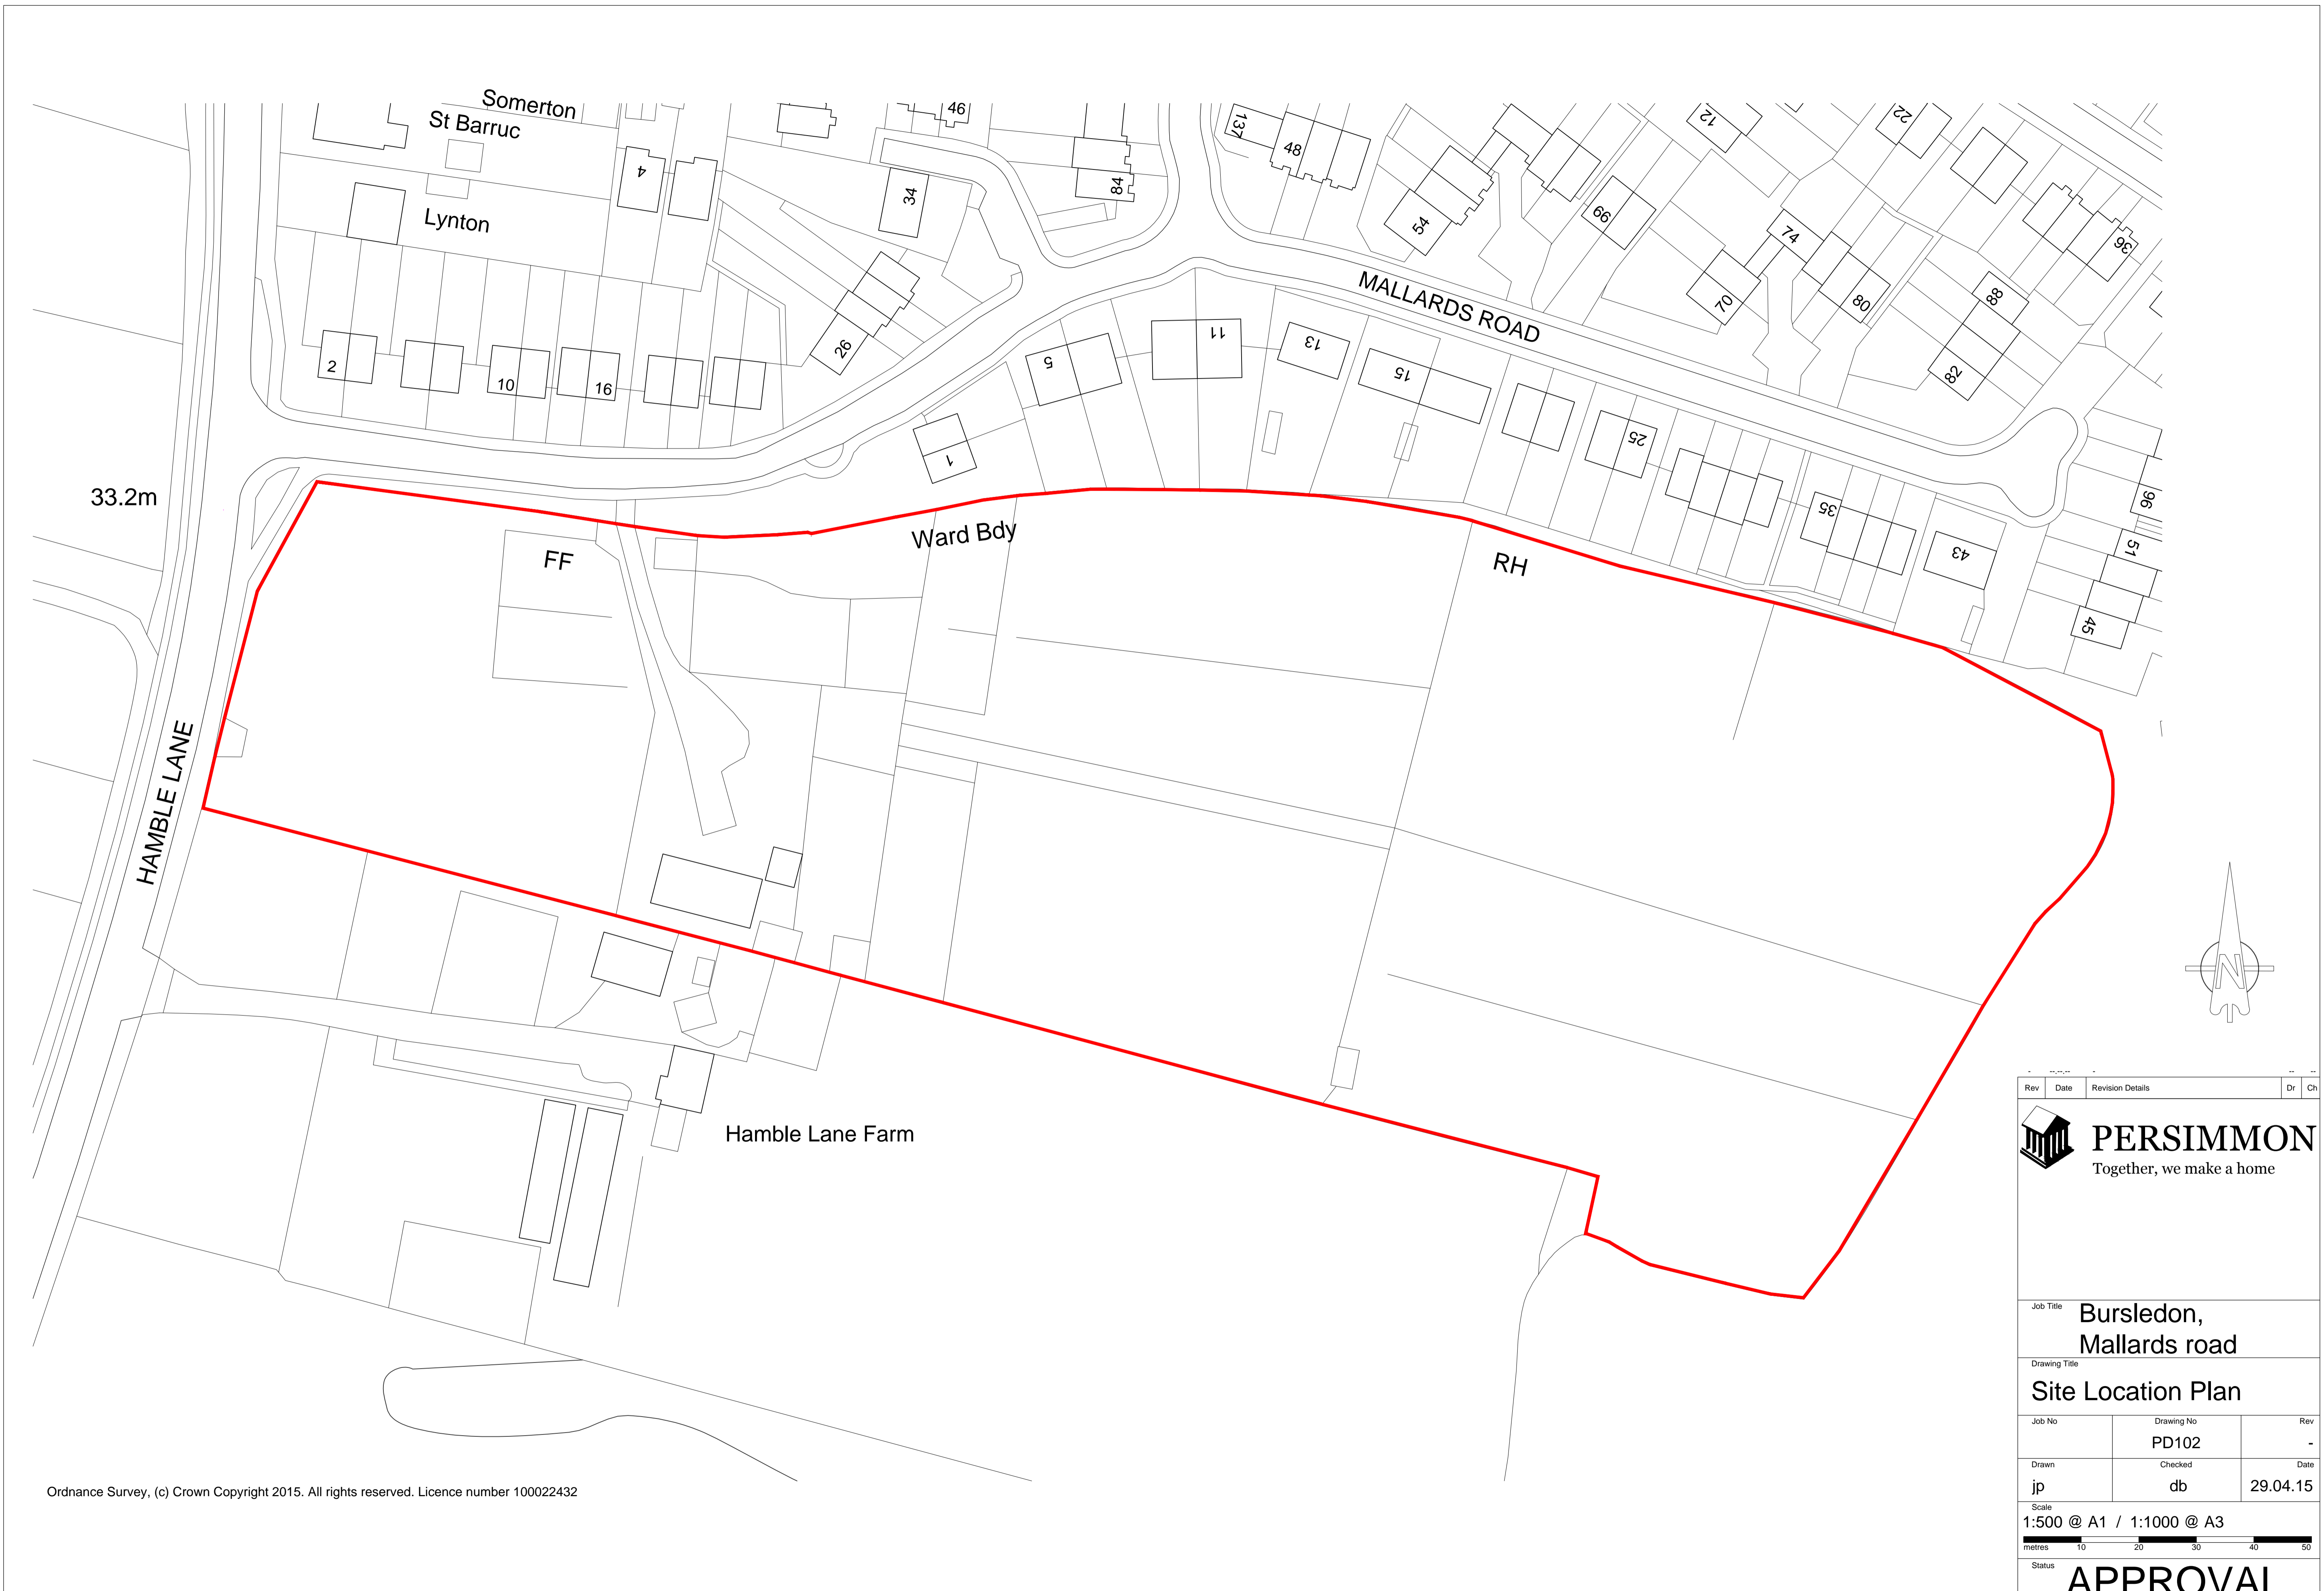 Somerton
St Barruc
46
137
48
12
22
4
34
84
54
66
74
36
Lynton
MALLARDS ROAD
70
80
88
82
2
10
16
26
5
11
13
15
25
1
35
43
96
51
45
33.2m
FF
Ward Bdy
RH
HAMBLE LANE
Hamble Lane Farm
N
Rev Date Revision Details Dr Ch
PERSIMMON
Together, we make a home
Job Title
Bursledon,
Mallards road
Drawing Title
Site Location Plan
Job No Drawing No Rev
PD102 -
Drawn Checked Date
jp db 29.04.15
Scale
1:500 @ A1 / 1:1000 @ A3
metres 10 20 30 40 50
Status
APPROVAL
Ordnance Survey, (c) Crown Copyright 2015. All rights reserved. Licence number 100022432